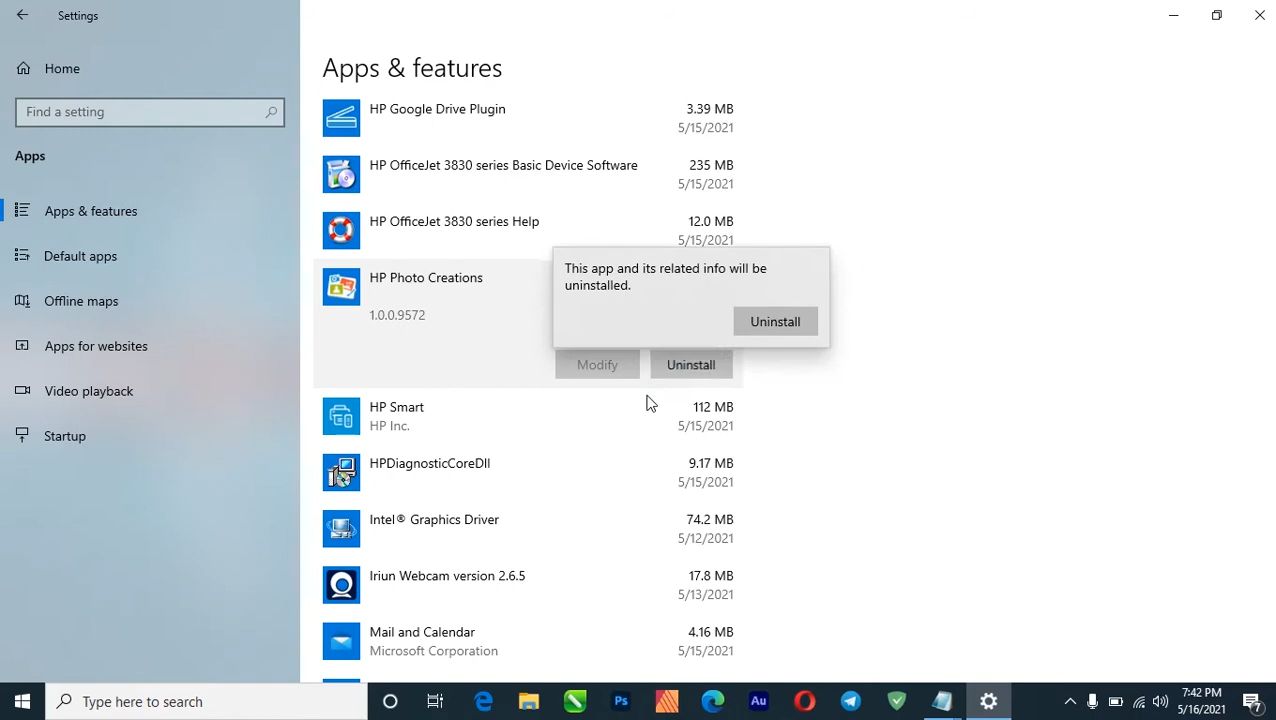 Settings
Home
Find a setting
Apps
Apps & features
Default apps
Offline maps
Apps for websites
Video playback
Startup
Apps & features
HP Google Drive Plugin
3.39 MB
5/15/2021
HP OfficeJet 3830 series Basic Device Software
235 MB
5/15/2021
HP OfficeJet 3830 series Help
12.0 MB
5/15/2021
HP Photo Creations
1.0.0.9572
This app and its related info will be
uninstalled.
Uninstall
Modify
Uninstall
HP Smart
112 MB
HP Inc.
5/15/2021
HPDiagnosticCoreDll
9.17 MB
5/15/2021
Intel® Graphics Driver
74.2 MB
5/12/2021
Iriun Webcam version 2.6.5
17.8 MB
5/13/2021
Mail and Calendar
4.16 MB
Microsoft Corporation
5/15/2021
Type here to search
Ps
Au
7:42 PM
5/16/2021
7